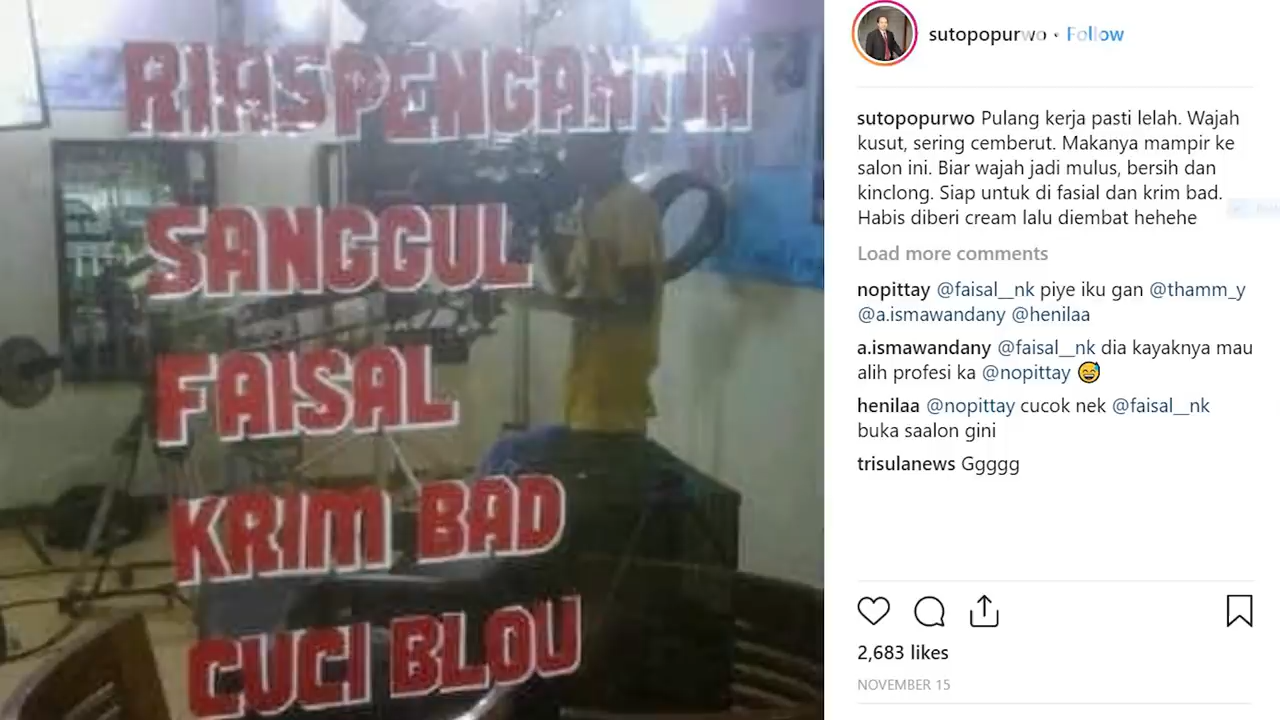 RIASPENGANTIN
SANGGUL
FAISAL
KRIM BAD
CUCI BLOU
sutopopurwo • Follow
sutopopurwo Pulang kerja pasti lelah. Wajah
kusut, sering cemberut. Makanya mampir ke
salon ini. Biar wajah jadi mulus, bersih dan
kinclong. Siap untuk di fasial dan krim bad.
Habis diberi cream lalu diembat hehehe
Load more comments
nopittay @faisal__nk piye iku gan @thamm_y
@a.ismawandany @henilaa
a.ismawandany @faisal__nk dia kayaknya mau
alih profesi ka @nopittay 😅
henilaa @nopittay cucok nek @faisal__nk
buka saalon gini
trisulanews Ggggg
2,683 likes
NOVEMBER 15